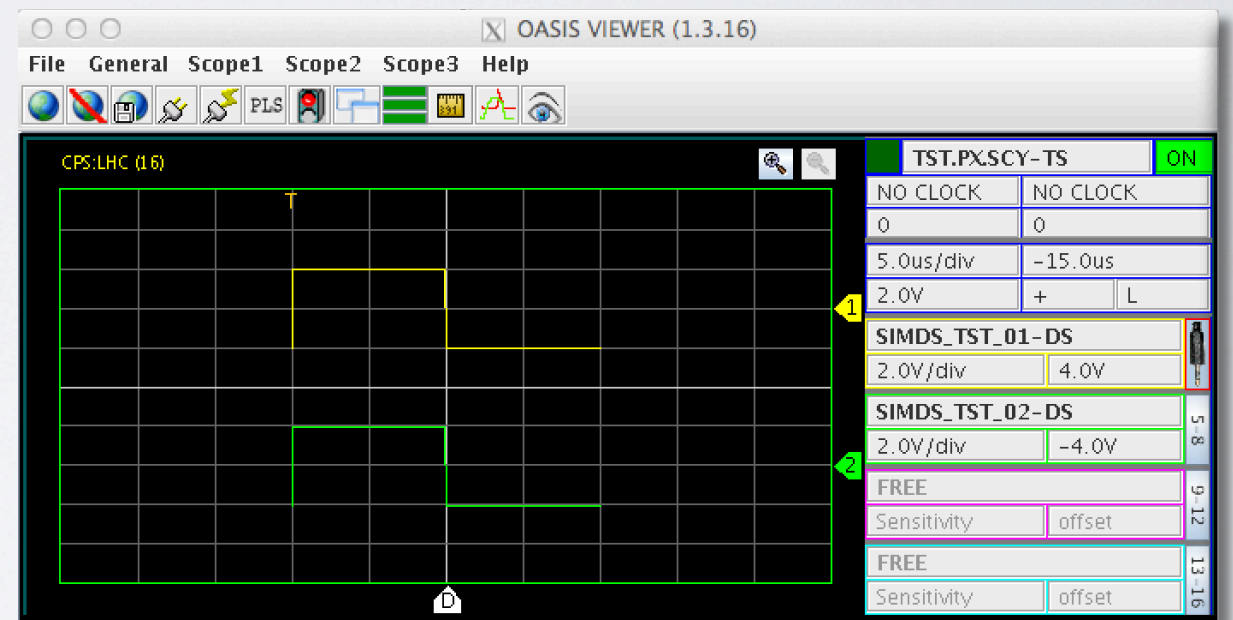 X OASIS VIEWER (1.3.16)
File General Scope1 Scope2 Scope3 Help
PLS
CPS:LHC (16)
T
1
2
D
TST.PX.SCY-TS ON
NO CLOCK NO CLOCK
0 0
5.0us/div -15.0us
2.0V + L
SIMDS_TST_01-DS
2.0V/div 4.0V
SIMDS_TST_02-DS
2.0V/div -4.0V
5-8
FREE
Sensitivity offset
9-12
FREE
Sensitivity offset
13-16